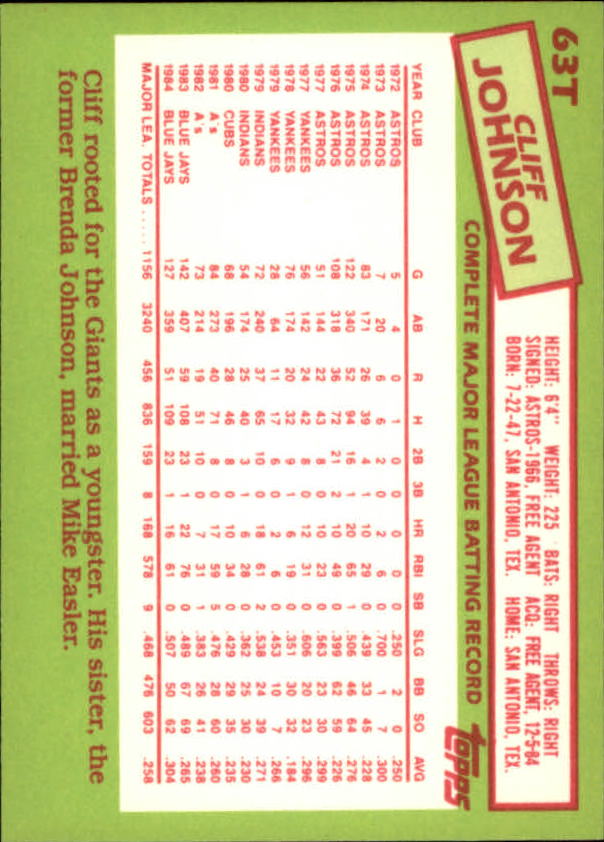 63T
CLIFF
JOHNSON
HEIGHT: 6'4" WEIGHT: 225 BATS: RIGHT THROWS: RIGHT
SIGNED: ASTROS-1966, FREE AGENT ACQ: FREE AGENT, 12-5-84
BORN: 7-22-47, SAN ANTONIO, TEX. HOME: SAN ANTONIO, TEX.
COMPLETE MAJOR LEAGUE BATTING RECORD
topps
YEAR CLUB G AB R H 2B 3B HR RBI SB SLG BB SO AVG
1972 ASTROS 5 4 0 1 0 0 0 0 0 .250 2 0 .250
1973 ASTROS 7 20 6 6 2 0 2 6 0 .700 1 7 .300
1974 ASTROS 83 171 26 39 4 1 10 29 0 .439 33 45 .228
1975 ASTROS 122 340 52 94 16 1 20 65 1 .506 46 64 .276
1976 ASTROS 108 318 36 72 21 2 10 49 0 .399 62 59 .226
1977 ASTROS 51 144 22 43 8 0 10 23 0 .563 23 30 .299
1977 YANKEES 56 142 24 42 8 0 12 31 0 .606 20 23 .296
1978 YANKEES 76 174 20 32 9 1 6 19 0 .351 30 32 .184
1979 YANKEES 28 64 11 17 6 0 2 6 0 .453 10 7 .266
1979 INDIANS 72 240 37 65 10 0 18 61 2 .538 24 39 .271
1980 INDIANS 54 174 25 40 3 1 6 28 0 .362 25 30 .230
1980 CUBS 68 196 28 46 8 0 10 34 0 .429 29 35 .235
1981 A's 84 273 40 71 8 0 17 59 5 .476 28 60 .260
1982 A's 73 214 19 51 10 0 7 31 1 .383 26 41 .238
1983 BLUE JAYS 142 407 59 108 23 1 22 76 0 .489 67 69 .265
1984 BLUE JAYS 127 359 51 109 23 1 16 61 0 .507 50 62 .304
MAJOR LEA. TOTALS ..... 1156 3240 456 836 159 8 168 578 9 .468 476 603 .258
Cliff rooted for the Giants as a youngster. His sister, the
former Brenda Johnson, married Mike Easler.